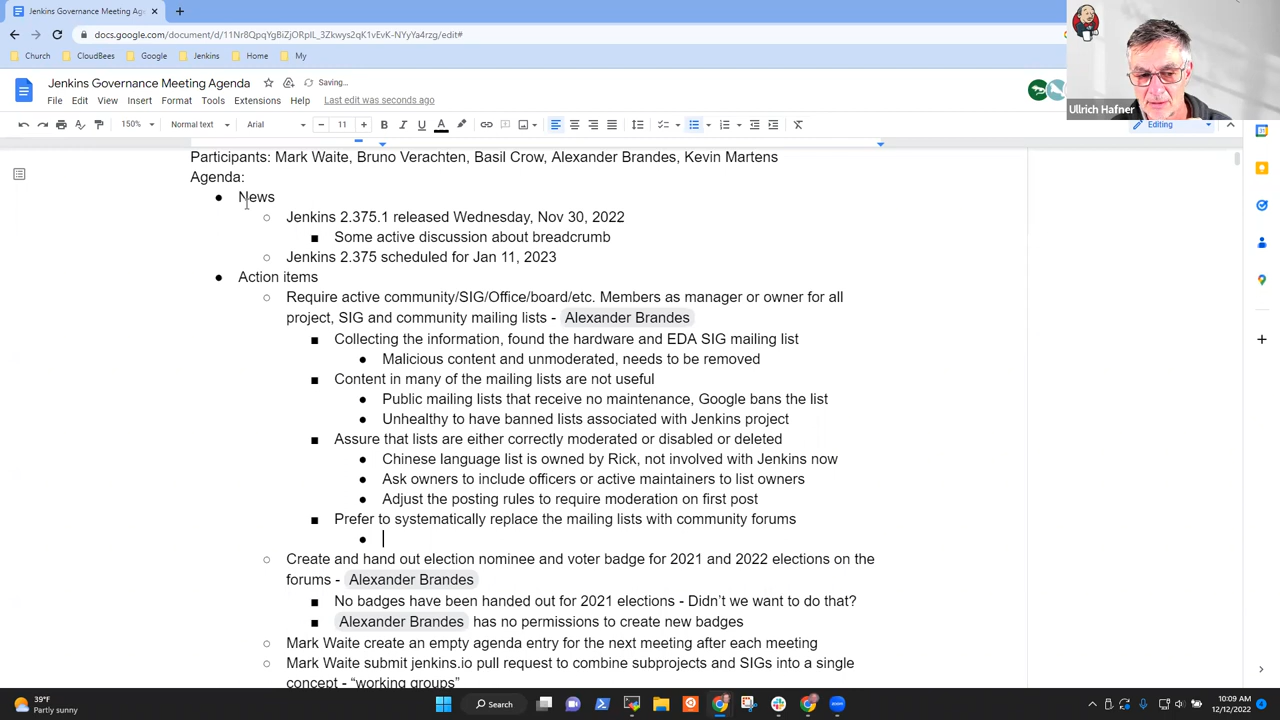 Jenkins Governance Meeting Agend
docs.google.com/document/d/11Nr8QpqYgBiZjORpIL_3Zkwys2qK1vEvK-NYyYa4rzg/edit#
Church
CloudBees
Google
Jenkins
Home
My
Jenkins Governance Meeting Agenda
Saving...
File Edit View Insert Format Tools Extensions Help Last edit was seconds ago
Ullrich Hafner
150% Normal text Arial 11 Editing
Participants: Mark Waite, Bruno Verachten, Basil Crow, Alexander Brandes, Kevin Martens
Agenda:
● News
○ Jenkins 2.375.1 released Wednesday, Nov 30, 2022
■ Some active discussion about breadcrumb
○ Jenkins 2.375 scheduled for Jan 11, 2023
● Action items
○ Require active community/SIG/Office/board/etc. Members as manager or owner for all
project, SIG and community mailing lists - Alexander Brandes
■ Collecting the information, found the hardware and EDA SIG mailing list
● Malicious content and unmoderated, needs to be removed
■ Content in many of the mailing lists are not useful
● Public mailing lists that receive no maintenance, Google bans the list
● Unhealthy to have banned lists associated with Jenkins project
■ Assure that lists are either correctly moderated or disabled or deleted
● Chinese language list is owned by Rick, not involved with Jenkins now
● Ask owners to include officers or active maintainers to list owners
● Adjust the posting rules to require moderation on first post
■ Prefer to systematically replace the mailing lists with community forums
●
○ Create and hand out election nominee and voter badge for 2021 and 2022 elections on the
forums - Alexander Brandes
■ No badges have been handed out for 2021 elections - Didn't we want to do that?
■ Alexander Brandes has no permissions to create new badges
○ Mark Waite create an empty agenda entry for the next meeting after each meeting
○ Mark Waite submit jenkins.io pull request to combine subprojects and SIGs into a single
concept - “working groups”
39°F
Partly sunny
Search
10:09 AM
12/12/2022